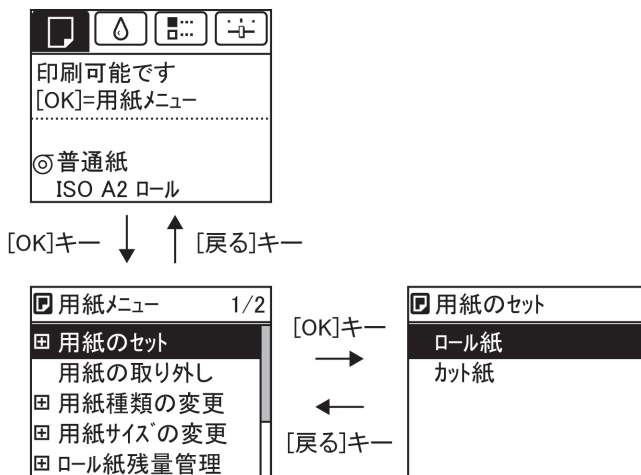 印刷可能です
[OK]=用紙メニュー
普通紙
ISO A2 ロール
[OK]キー
[戻る]キー
用紙メニュー 1/2
用紙のセット
用紙の取り外し
用紙種類の変更
用紙サイズの変更
ロール紙残量管理
[OK]キー
[戻る]キー
用紙のセット
ロール紙
カット紙